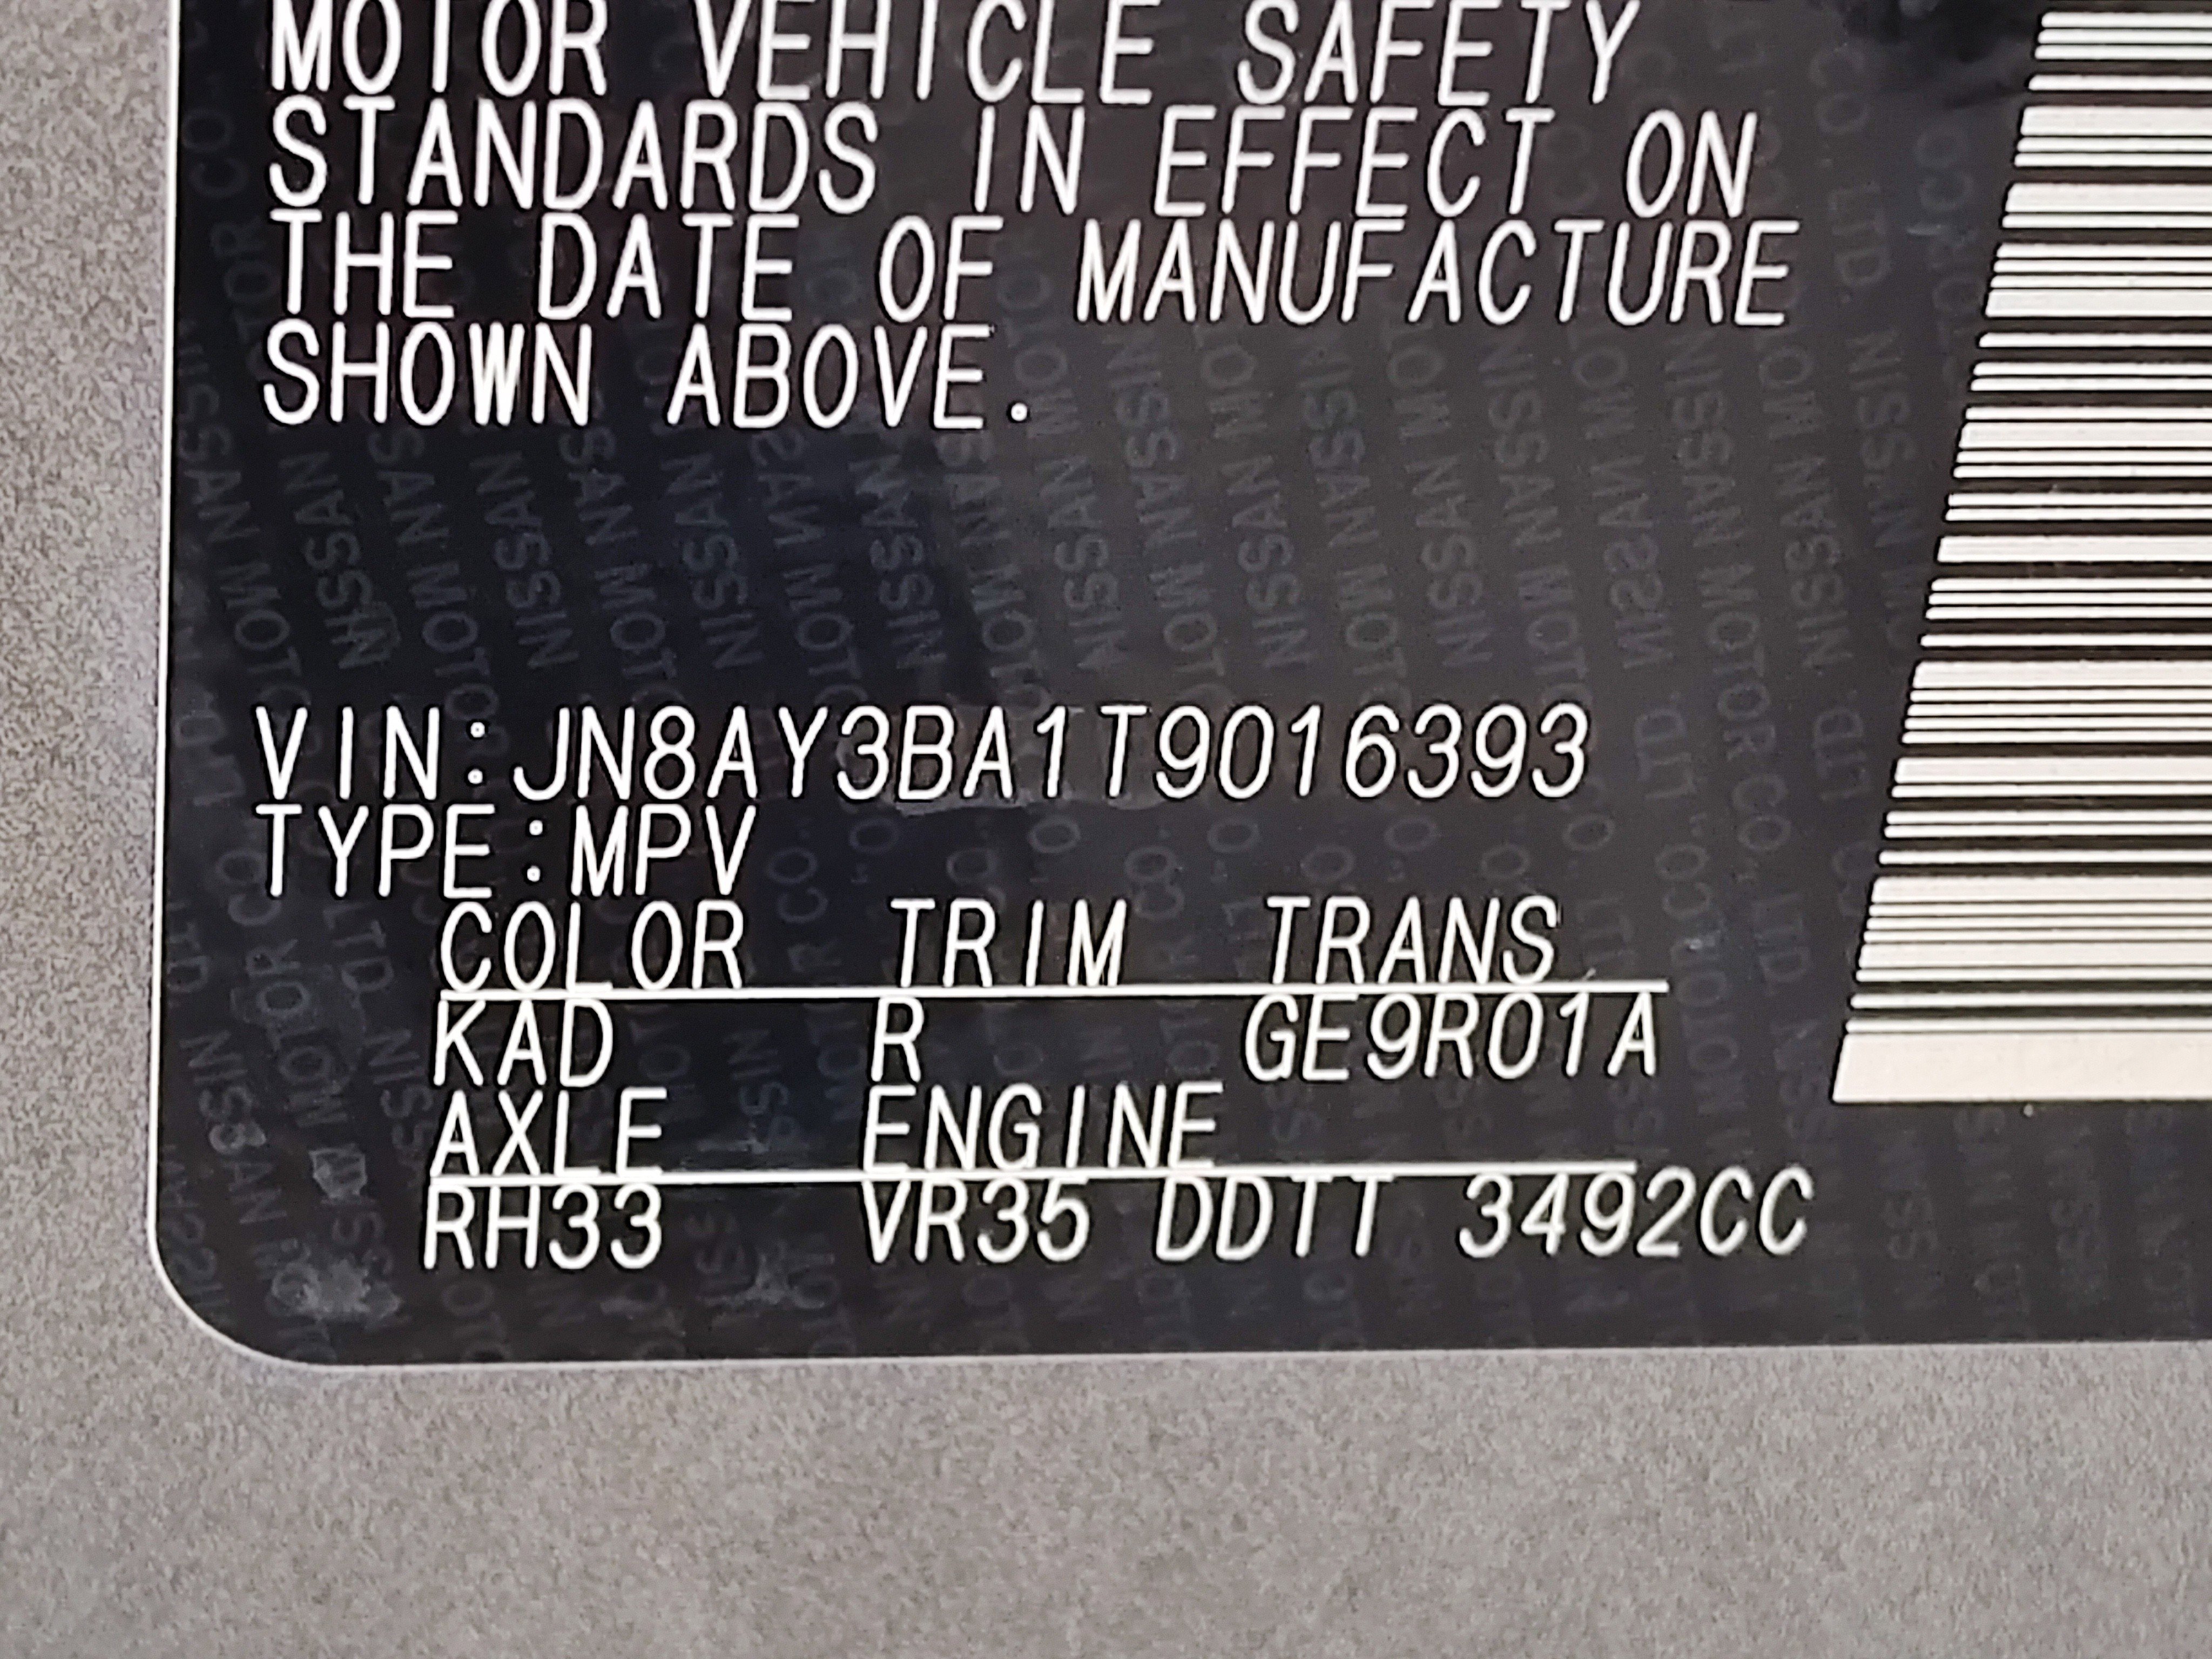 MOTOR VEHICLE SAFETY
STANDARDS IN EFFECT ON
THE DATE OF MANUFACTURE
SHOWN ABOVE.
VIN:JN8AY3BA1T9016393
TYPE:MPV
COLOR TRIM TRANS
KAD R GE9R01A
AXLE ENGINE
RH33 VR35 DDTT 3492CC